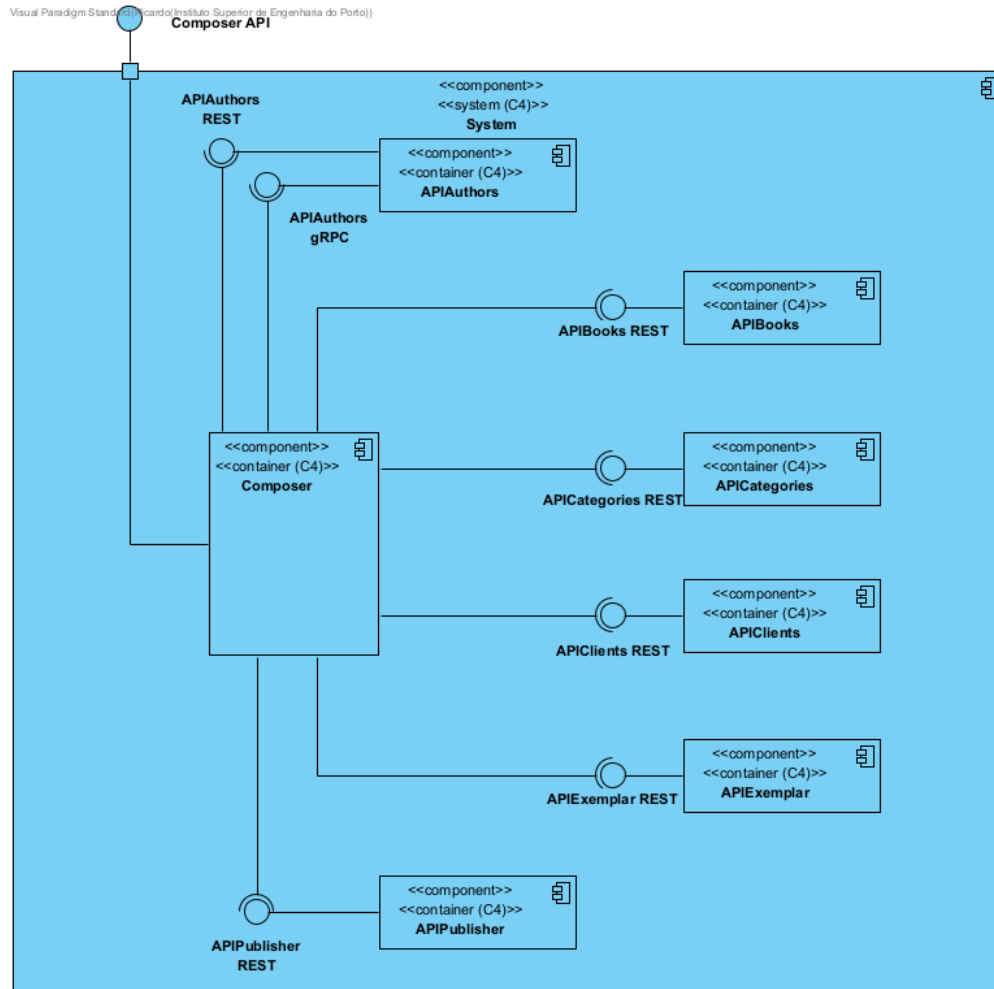 Visual Paradigm Standard(Ricardo(Instituto Superior de Engenharia do Porto))
Composer API
<<component>>
<<system (C4)>>
System
APIAuthors
REST
<<component>>
<<container (C4)>>
APIAuthors
APIAuthors
gRPC
<<component>>
<<container (C4)>>
APIBooks
APIBooks REST
<<component>>
<<container (C4)>>
Composer
<<component>>
<<container (C4)>>
APICategories
APICategories REST
<<component>>
<<container (C4)>>
APIClients
APIClients REST
<<component>>
<<container (C4)>>
APIExemplar
APIExemplar REST
<<component>>
<<container (C4)>>
APIPublisher
APIPublisher
REST